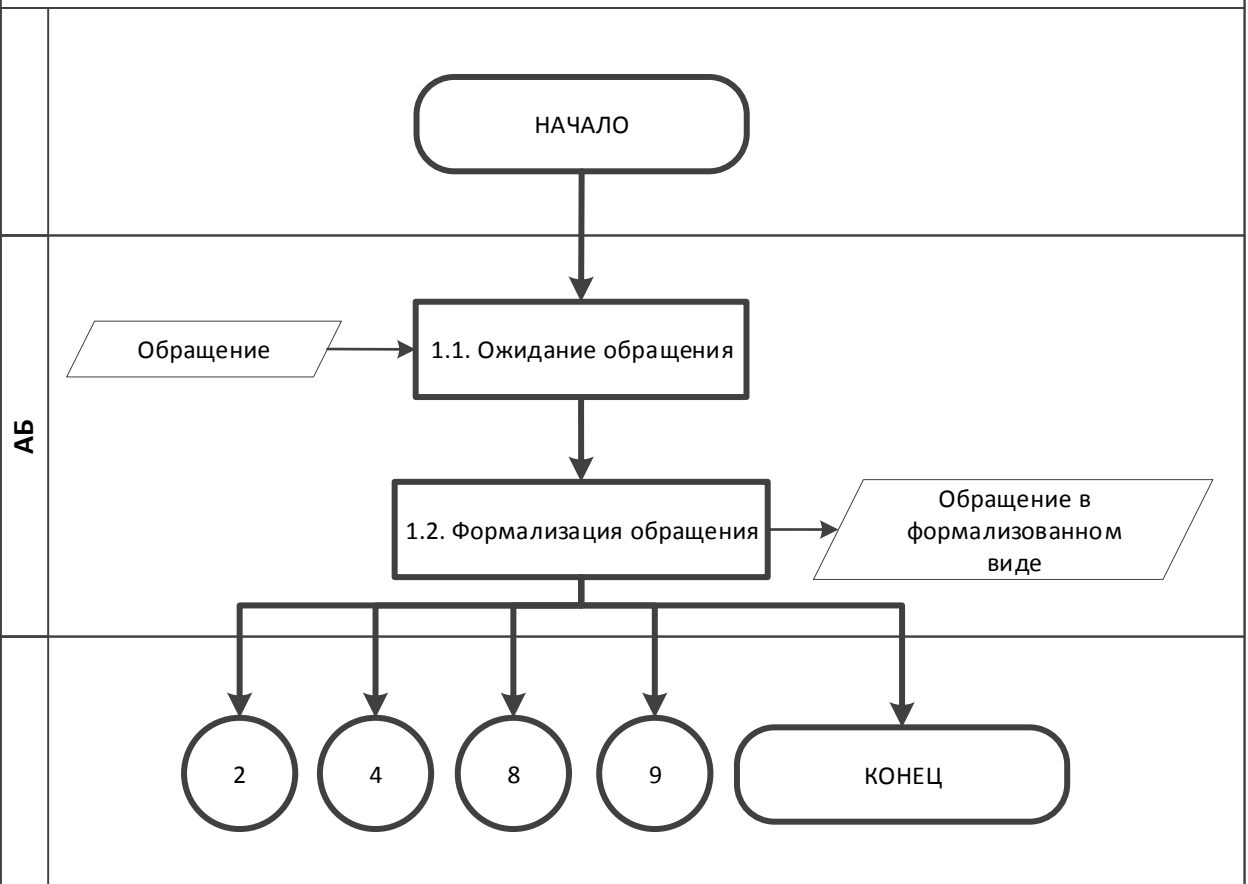 НАЧАЛО
Обращение
1.1. Ожидание обращения
АБ
1.2. Формализация обращения
Обращение в
формализованном
виде
2
4
8
9
КОНЕЦ